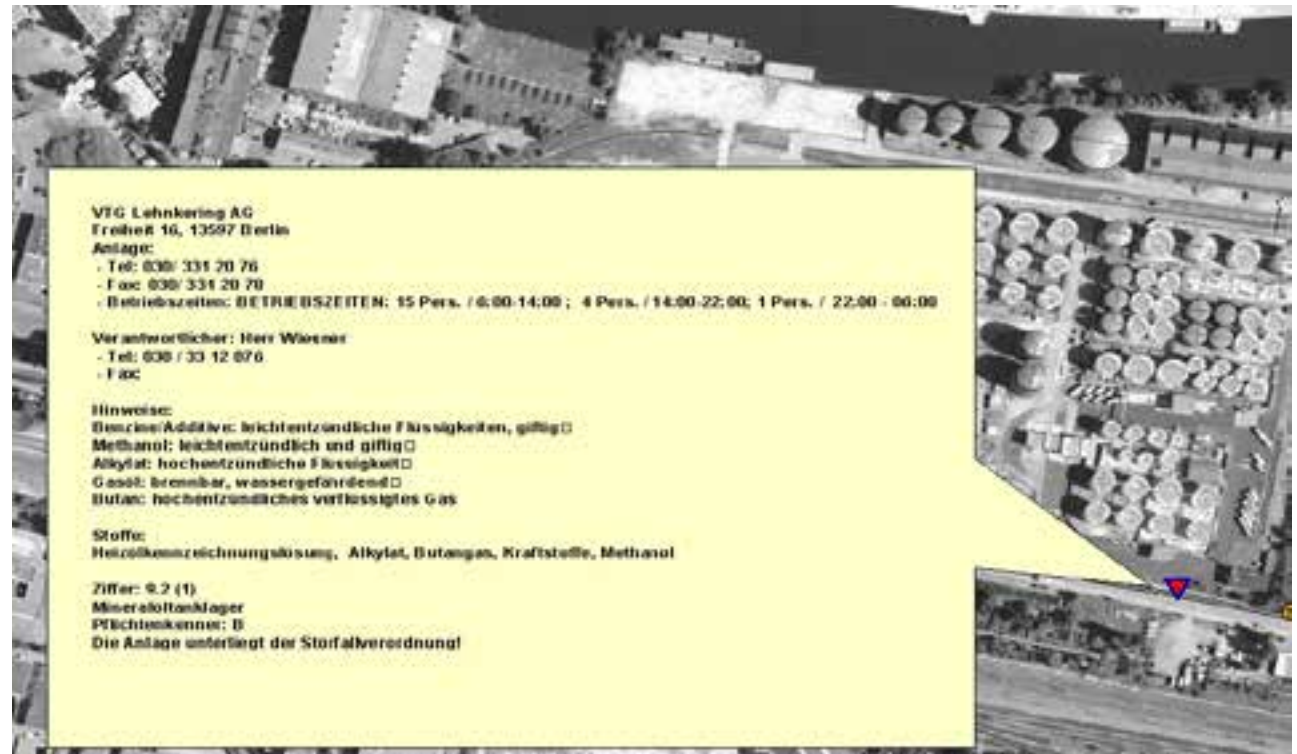 VTG Lehnkering AG
Freiheit 16, 13597 Berlin
Anlage:
- Tel: 030/ 331 20 76
- Fax: 030/ 331 20 70
- Betriebszeiten: BETRIEBSZEITEN: 15 Pers. / 6:00-14:00 ; 4 Pers. / 14:00-22:00; 1 Pers. / 22:00 - 06:00
Verantwortlicher: Herr Wiesner
- Tel: 030 / 33 12 076
- Fax:
Hinweise:
Benzine/Additive: leichtentzündliche Flüssigkeiten, giftig□
Methanol: leichtentzündlich und giftig□
Alkylat: hochentzündliche Flüssigkeit□
Gasöl: brennbar, wassergefährdend□
Butan: hochentzündliches verflüssigtes Gas
Stoffe:
Heizölkennzeichnungslösung, Alkylat, Butangas, Kraftstoffe, Methanol
Ziffer: 9.2 (1)
Mineralöltanklager
Pflichtenkenner: B
Die Anlage unterliegt der Störfallverordnung!